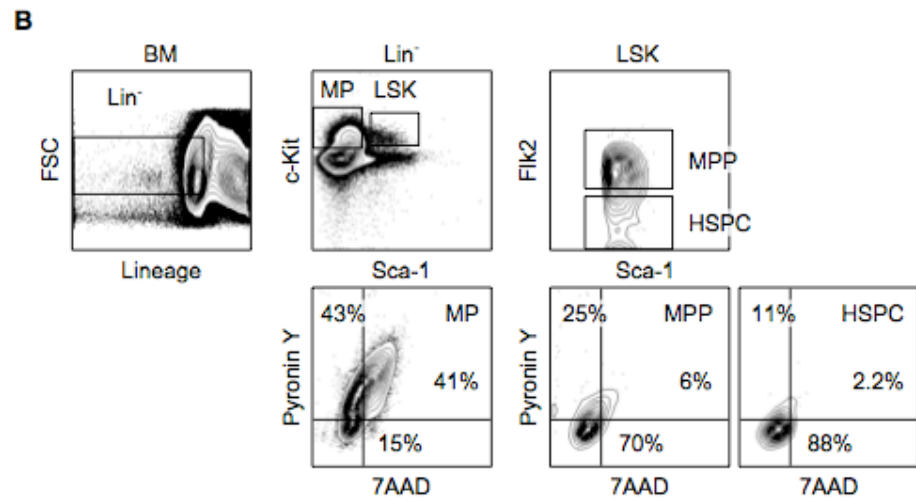 B
BM
Lin⁻
LSK
Lin⁻
MP
LSK
FSC
c-Kit
Flk2
MPP
HSPC
Lineage
Sca-1
Sca-1
43%
MP
25%
MPP
11%
HSPC
Pyronin Y
41%
Pyronin Y
6%
2.2%
15%
70%
88%
7AAD
7AAD
7AAD